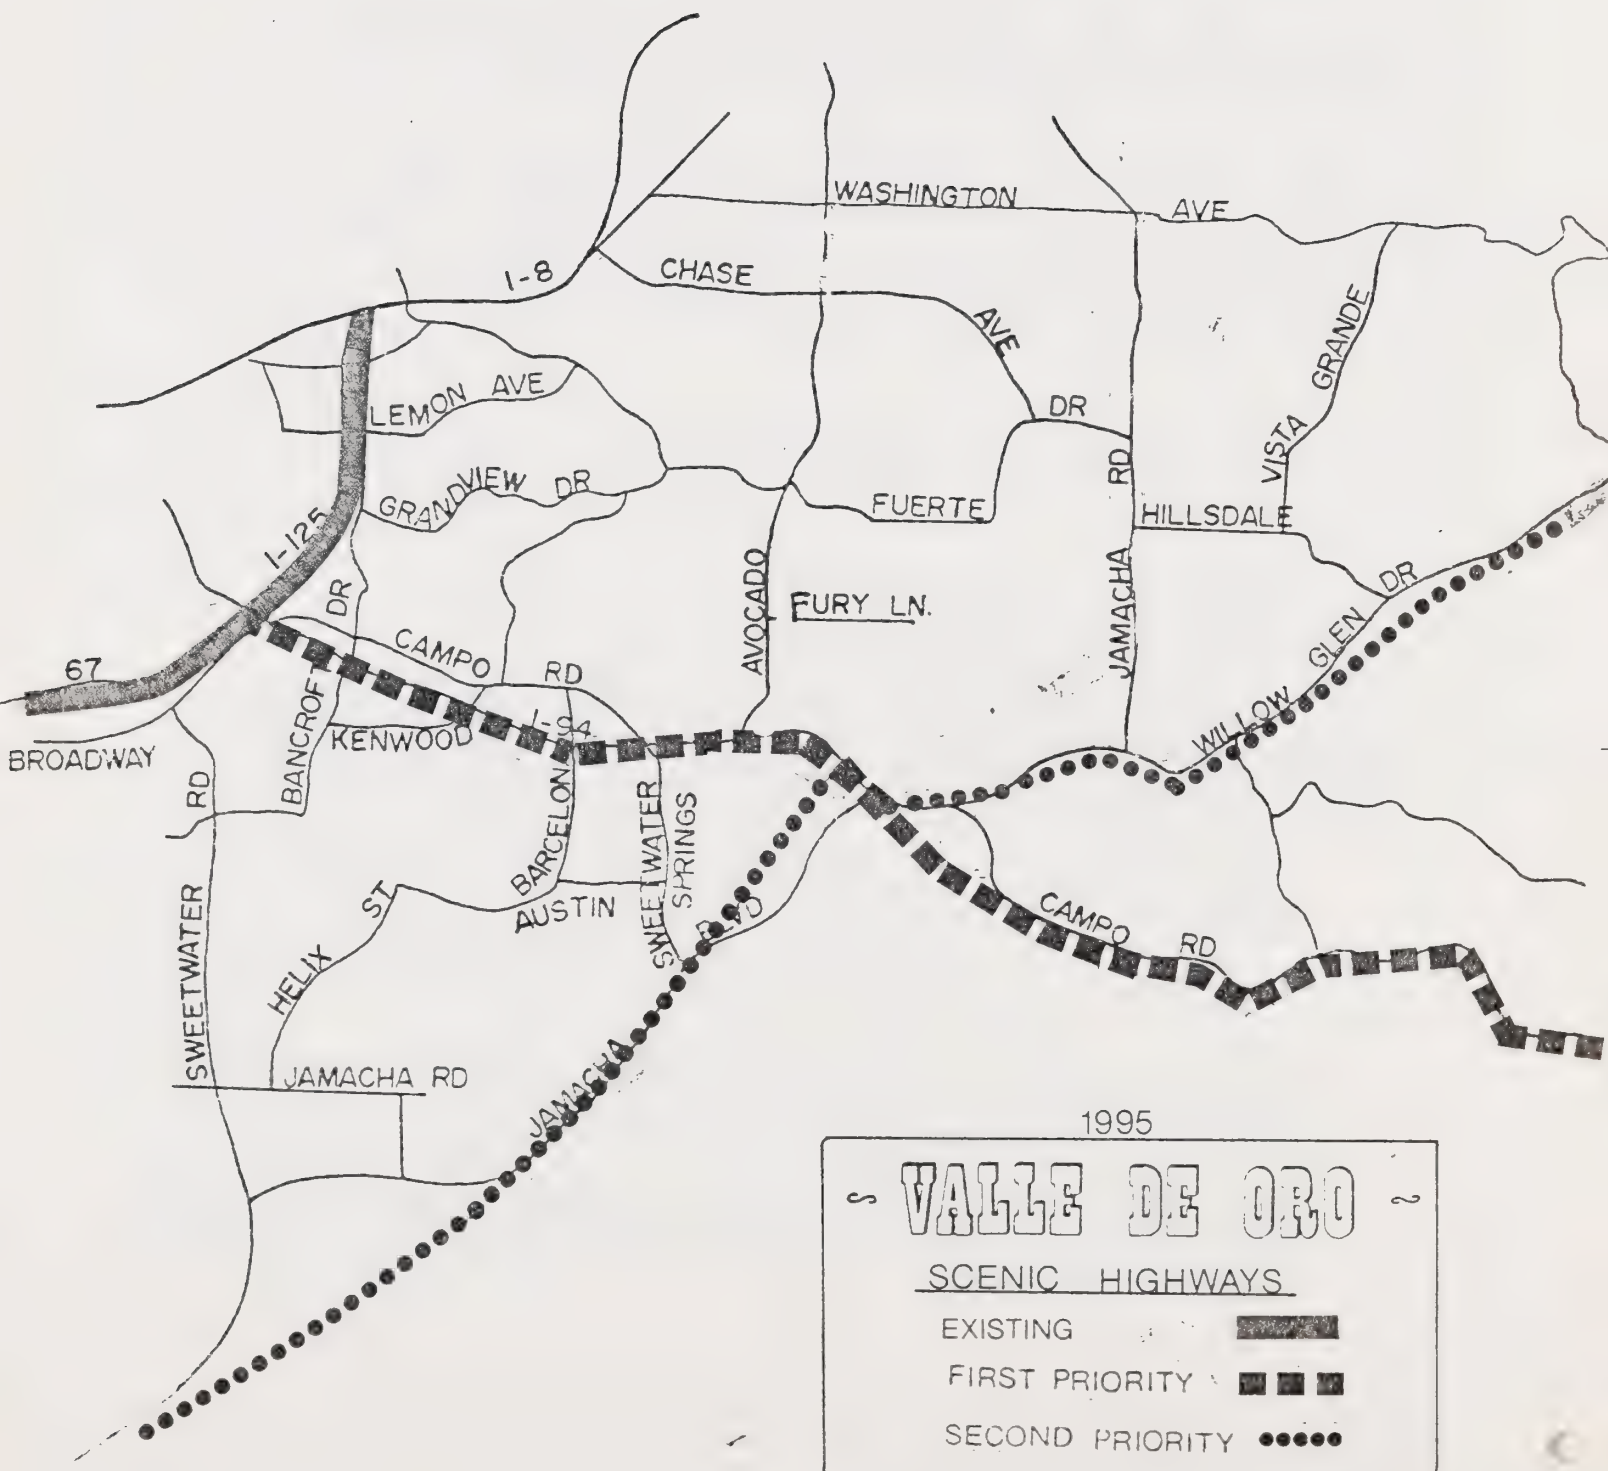 WASHINGTON AVE
I-8
CHASE AVE
VISTA GRANDE
LEMON AVE
DR
GRANDVIEW DR
FUERTE
RD
HILLSDALE
I-125
AVOCADO
JAMACHA
DR
FURY LN.
DR
CAMPO RD
GLEN
67
BANCROFT
WILLOW
BROADWAY
KENWOOD
I-94
RD
BARCELONA
SWEETWATER
SPRINGS
SWEETWATER
ST
AUSTIN
BLVD
CAMPO RD
HELIX
JAMACHA RD
JAMACHA
1995
~ VALLE DE ORO ~
SCENIC HIGHWAYS
EXISTING
FIRST PRIORITY
SECOND PRIORITY